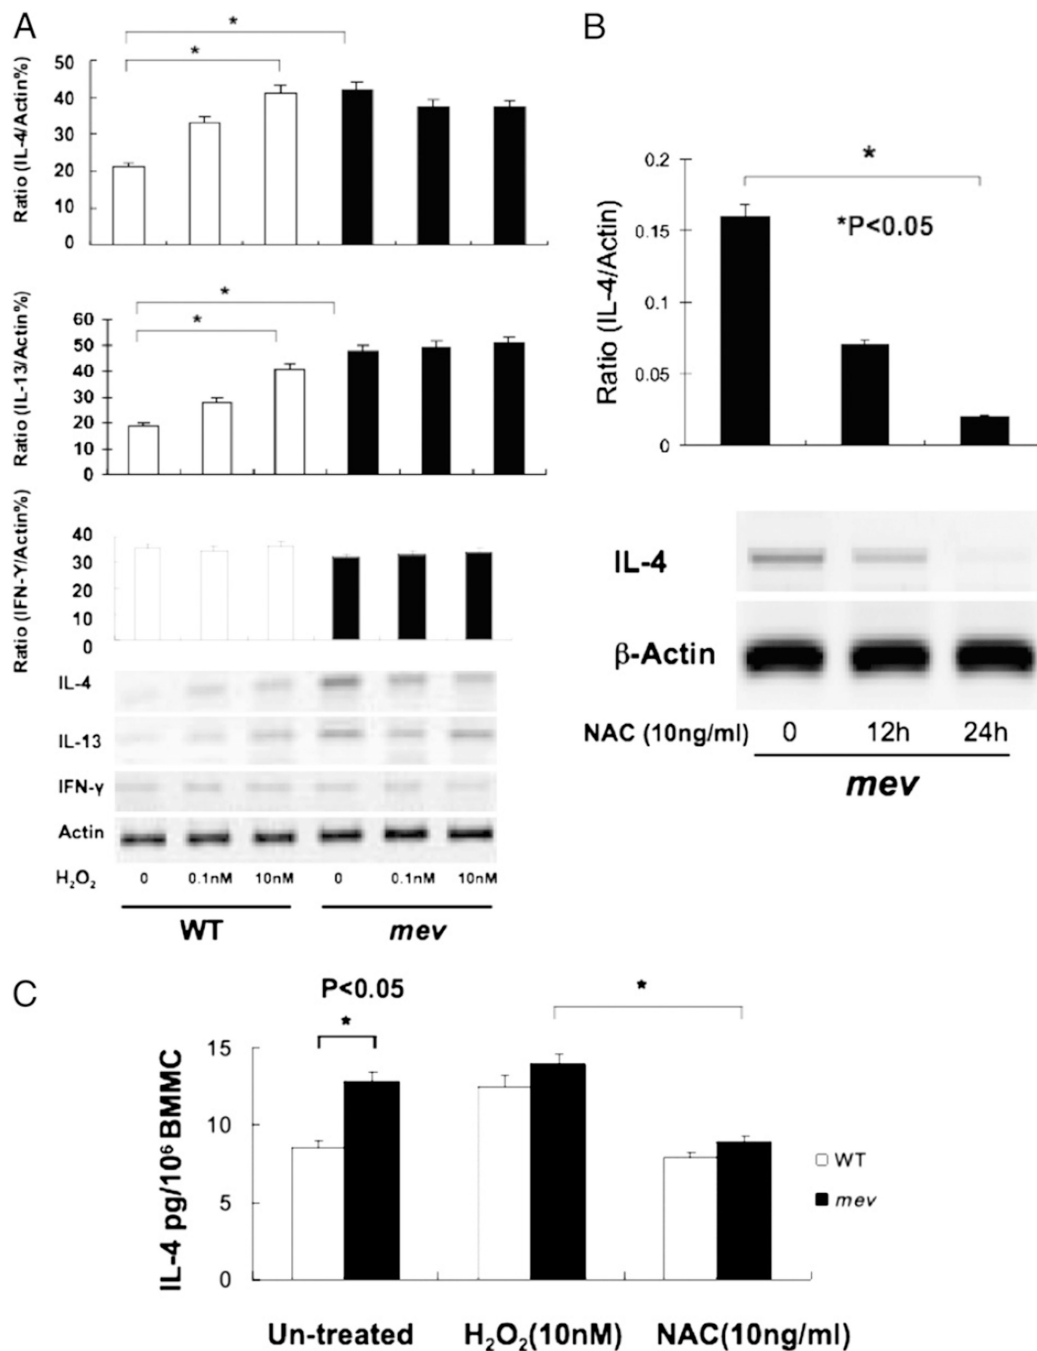 A
*
*
Ratio (IL-4/Actin%)
50
40
30
20
10
0
*
*
Ratio (IL-13/Actin%)
60
50
40
30
20
10
0
Ratio (IFN-Y/Actin%)
40
30
20
10
0
IL-4
IL-13
IFN-γ
Actin
H₂O₂ 0 0.1nM 10nM 0 0.1nM 10nM
WT mev
B
*
*P<0.05
Ratio (IL-4/Actin)
0.2
0.15
0.1
0.05
0
IL-4
β-Actin
NAC (10ng/ml) 0 12h 24h
mev
C
P<0.05
*
*
IL-4 pg/10⁶ BMMC
15
10
5
0
WT
mev
Un-treated H₂O₂(10nM) NAC(10ng/ml)